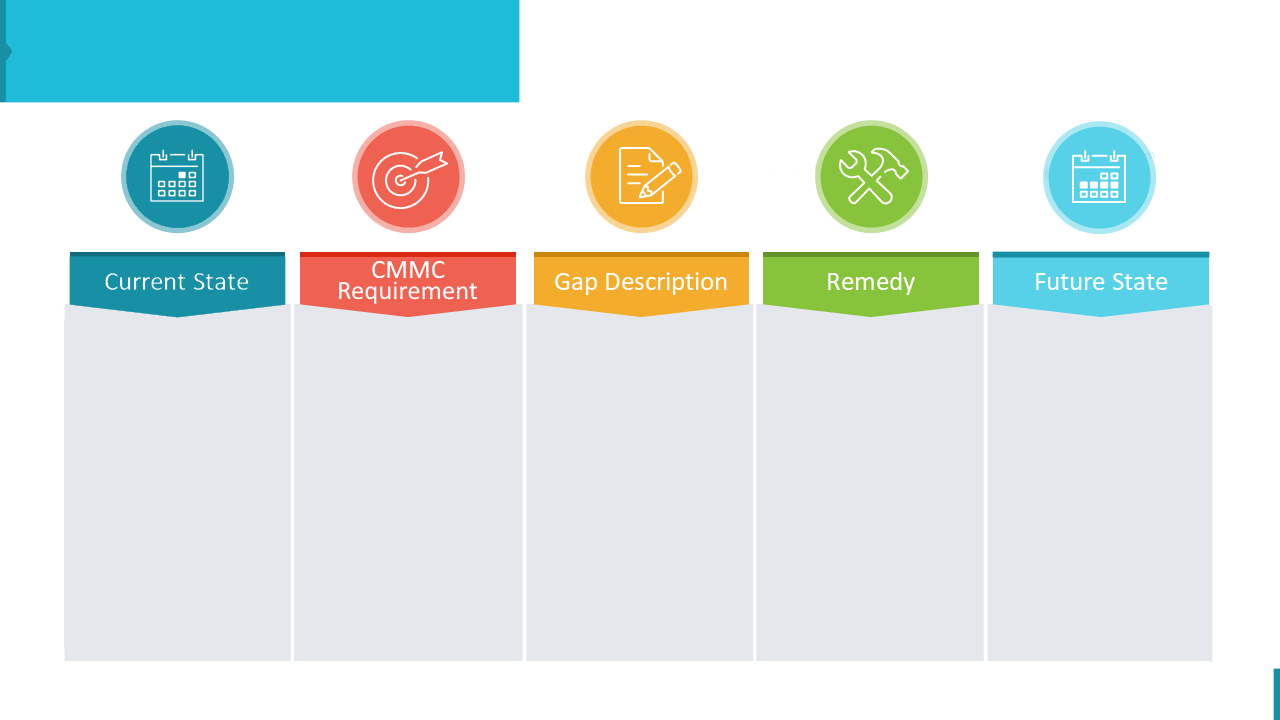 Current State
CMMC
Requirement
Gap Description
Remedy
Future State